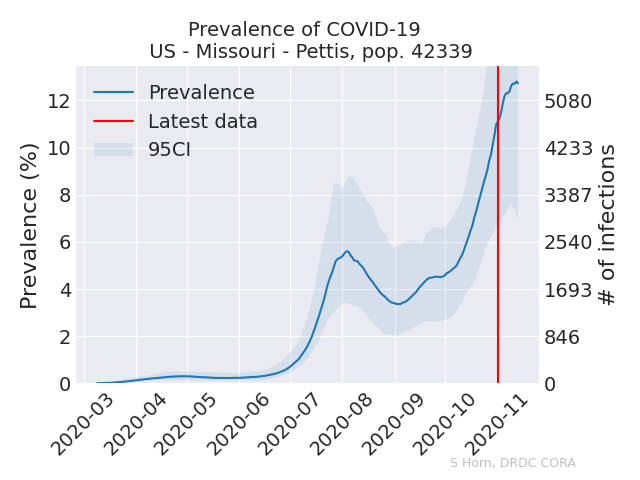 Prevalence of COVID-19
US - Missouri - Pettis, pop. 42339
Prevalence
Latest data
95CI
Prevalence (%)
12
10
8
6
4
2
0
5080
4233
3387
2540
1693
846
0
# of infections
2020-03
2020-04
2020-05
2020-06
2020-07
2020-08
2020-09
2020-10
2020-11
S Horn, DRDC CORA